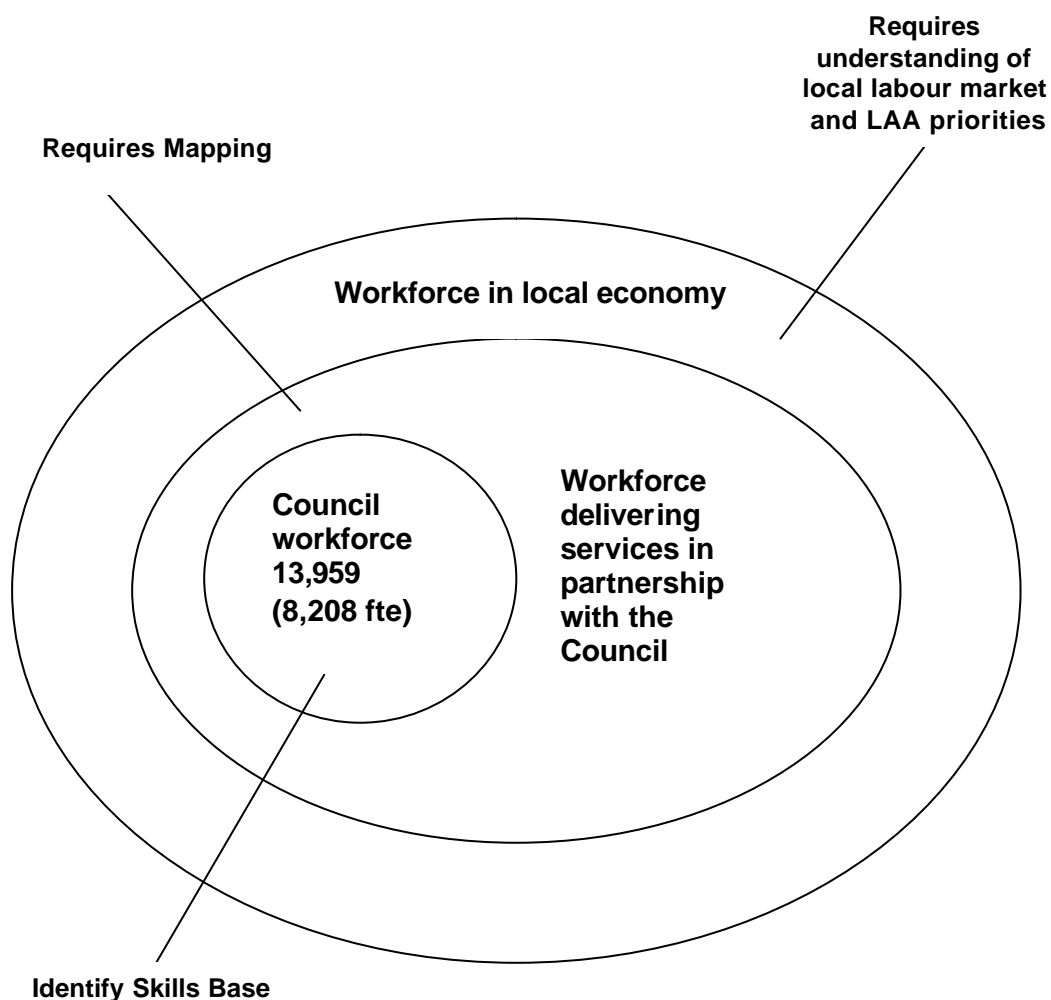 Requires
understanding of
local labour market
and LAA priorities
Requires Mapping
Workforce in local economy
Council
workforce
13,959
(8,208 fte)
Workforce
delivering
services in
partnership
with the
Council
Identify Skills Base